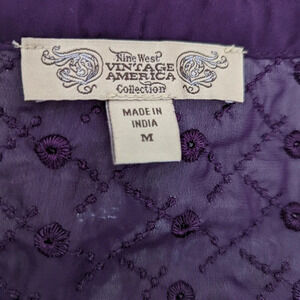 Nine West
VINTAGE
AMERICA
Collection
MADE IN
INDIA
M